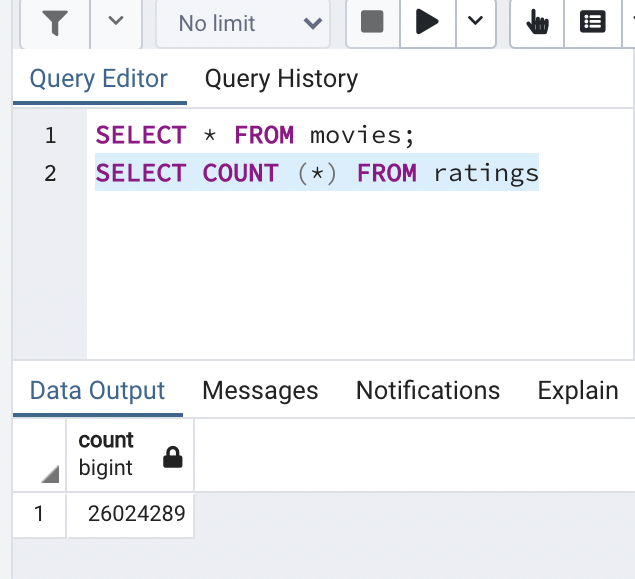 No limit
Query Editor Query History
1 SELECT * FROM movies;
2 SELECT COUNT (*) FROM ratings
Data Output Messages Notifications Explain
count
bigint
1 26024289